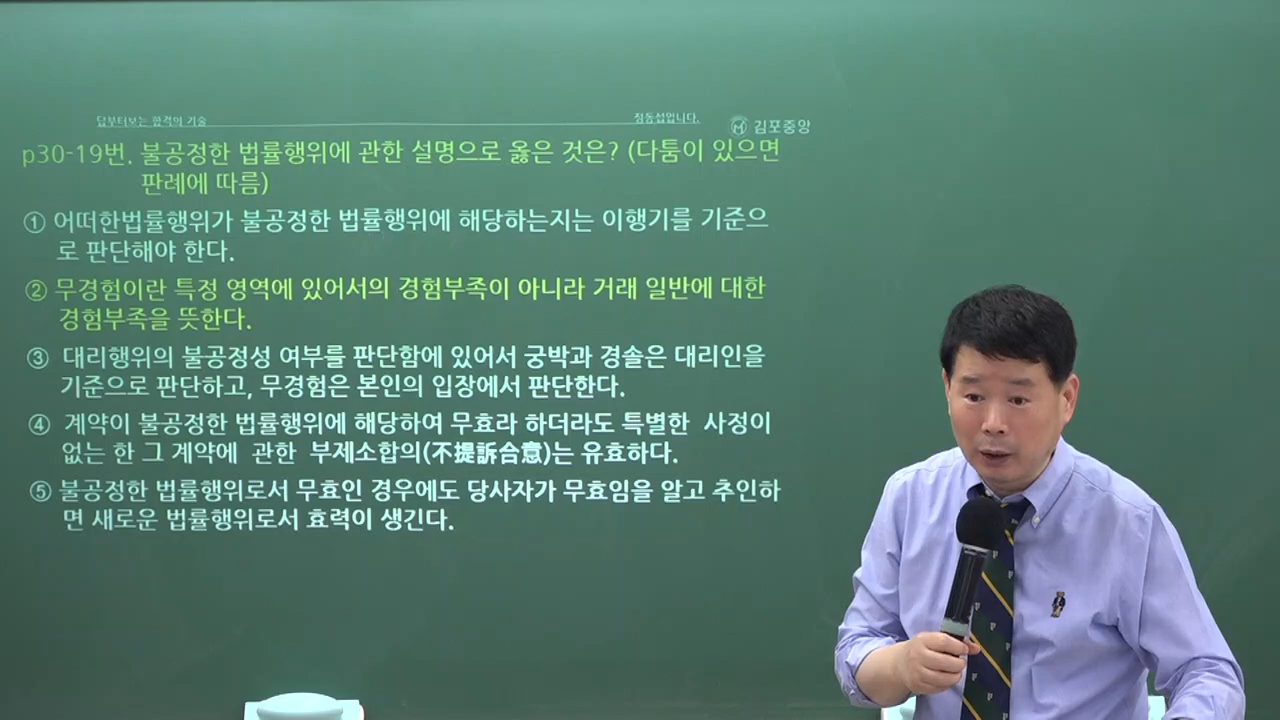 답부터보는 합격의 기술
정동섭입니다.
김포중앙
p30-19번. 불공정한 법률행위에 관한 설명으로 옳은 것은? (다툼이 있으면
판례에 따름)
① 어떠한법률행위가 불공정한 법률행위에 해당하는지는 이행기를 기준으
로 판단해야 한다.
② 무경험이란 특정 영역에 있어서의 경험부족이 아니라 거래 일반에 대한
경험부족을 뜻한다.
③ 대리행위의 불공정성 여부를 판단함에 있어서 궁박과 경솔은 대리인을
기준으로 판단하고, 무경험은 본인의 입장에서 판단한다.
④ 계약이 불공정한 법률행위에 해당하여 무효라 하더라도 특별한 사정이
없는 한 그 계약에 관한 부제소합의(不提訴合意)는 유효하다.
⑤ 불공정한 법률행위로서 무효인 경우에도 당사자가 무효임을 알고 추인하
면 새로운 법률행위로서 효력이 생긴다.